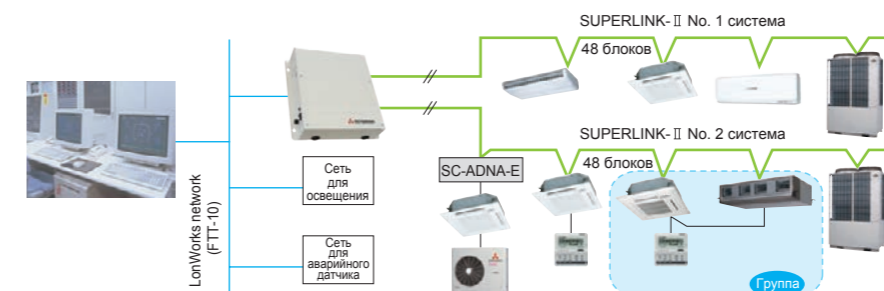 SUPERLINK-Ⅱ No. 1 система
48 блоков
SUPERLINK-Ⅱ No. 2 система
48 блоков
SC-ADNA-E
Сеть
для
освещения
Сеть
для
аварийного
датчика
LonWorks network
(FTT-10)
Группа